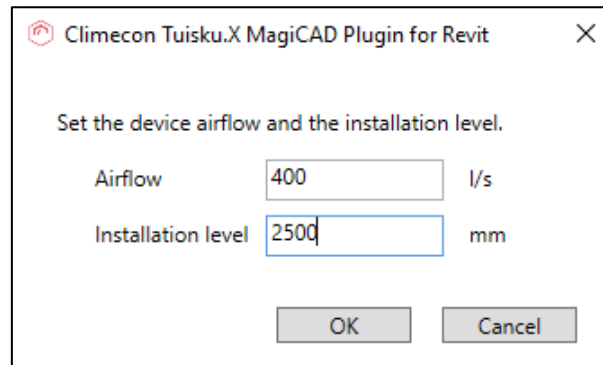 Climecon Tuisku.X MagiCAD Plugin for Revit
Set the device airflow and the installation level.
Airflow 400 l/s
Installation level 2500 mm
OK Cancel